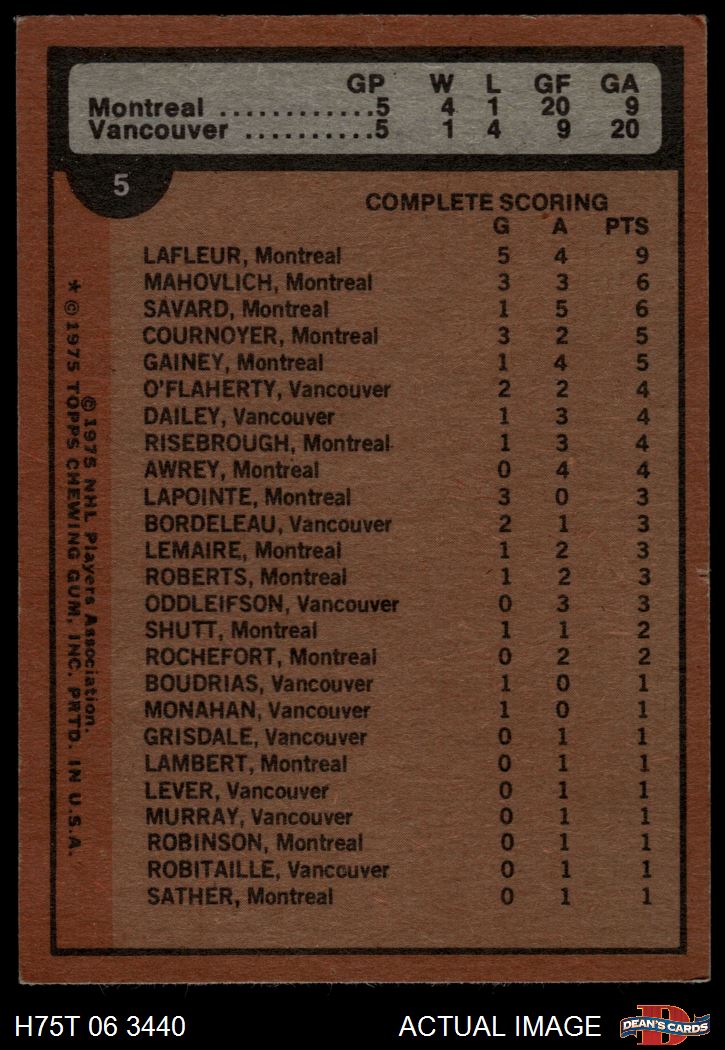 GP W L GF GA
Montreal ............5 4 1 20 9
Vancouver ..........5 1 4 9 20
5
COMPLETE SCORING
G A PTS
LAFLEUR, Montreal 5 4 9
MAHOVLICH, Montreal 3 3 6
SAVARD, Montreal 1 5 6
COURNOYER, Montreal 3 2 5
GAINEY, Montreal 1 4 5
O'FLAHERTY, Vancouver 2 2 4
DAILEY, Vancouver 1 3 4
RISEBROUGH, Montreal 1 3 4
AWREY, Montreal 0 4 4
LAPOINTE, Montreal 3 0 3
BORDELEAU, Vancouver 2 1 3
LEMAIRE, Montreal 1 2 3
ROBERTS, Montreal 1 2 3
ODDLEIFSON, Vancouver 0 3 3
SHUTT, Montreal 1 1 2
ROCHEFORT, Montreal 0 2 2
BOUDRIAS, Vancouver 1 0 1
MONAHAN, Vancouver 1 0 1
GRISDALE, Vancouver 0 1 1
LAMBERT, Montreal 0 1 1
LEVER, Vancouver 0 1 1
MURRAY, Vancouver 0 1 1
ROBINSON, Montreal 0 1 1
ROBITAILLE, Vancouver 0 1 1
SATHER, Montreal 0 1 1
©1975 NHL Players Association.
* ©1975 TOPPS CHEWING GUM, INC. PRTD. IN U.S.A.
H75T 06 3440
ACTUAL IMAGE
D
DEAN'S CARDS